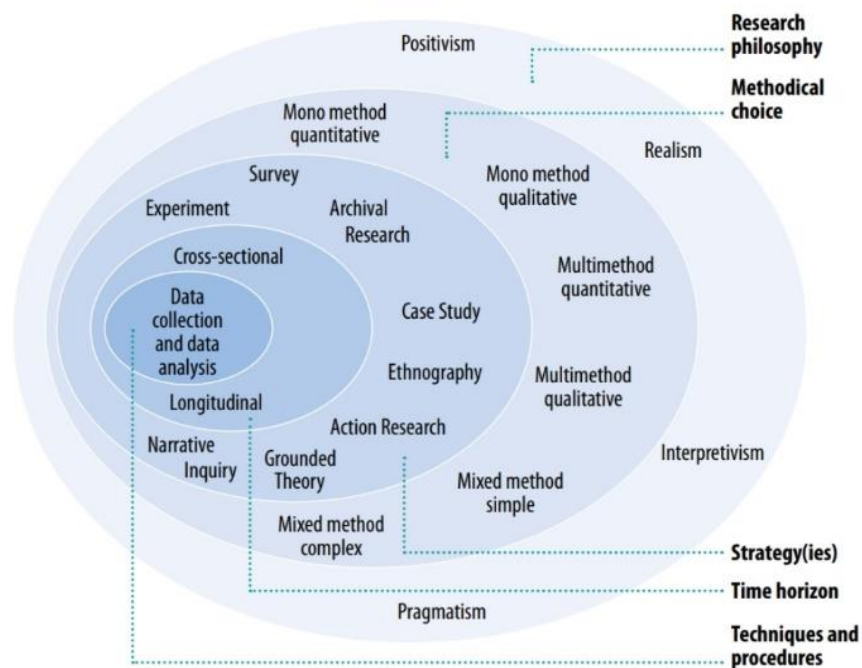 Research
philosophy
Positivism
Methodical
choice
Mono method
quantitative
Realism
Survey
Mono method
qualitative
Experiment
Archival
Research
Cross-sectional
Multimethod
quantitative
Data
collection
and data
analysis
Case Study
Ethnography
Multimethod
qualitative
Longitudinal
Action Research
Narrative
Inquiry
Grounded
Theory
Interpretivism
Mixed method
simple
Mixed method
complex
Strategy(ies)
Time horizon
Pragmatism
Techniques and
procedures